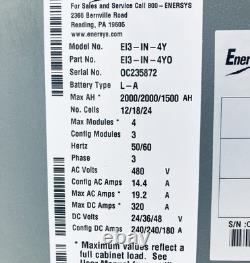 For Sales and Service Call 800 - ENERSYS
2366 Bernville Road
Reading, PA 19605
www.enersys.com
Model No. EI3-IN-4Y
Part No. EI3-IN-4Y0
Serial No. OC235872
Battery Type L-A
Max AH * 2000/2000/1500 AH
No. Cells 12/18/24
Max Modules * 4
Config Modules 3
Hertz 50/60
Phase 3
AC Volts 480 V
Config AC Amps 14.4 A
Max AC Amps * 19.2 A
Max DC Amps * 320 A
DC Volts 24/36/48 V
Config DC Amps 240/240/180 A
* Maximum values reflect a
full cabinet load. See
Ener
S/N :O